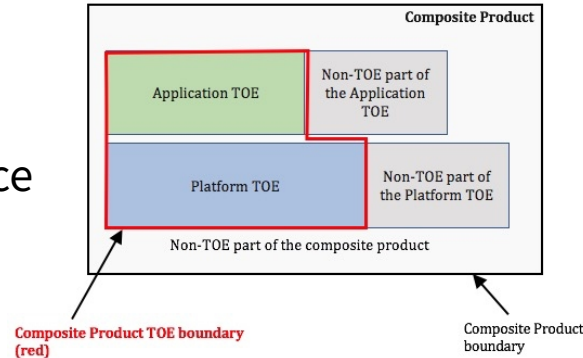 Composite Product
Application TOE
Non-TOE part of
the Application
TOE
ce
Platform TOE
Non-TOE part of
the Platform TOE
Non-TOE part of the composite product
Composite Product TOE boundary
(red)
Composite Product
boundary